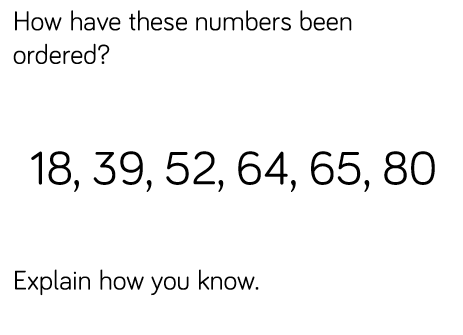 How have these numbers been
ordered?
18, 39, 52, 64, 65, 80
Explain how you know.